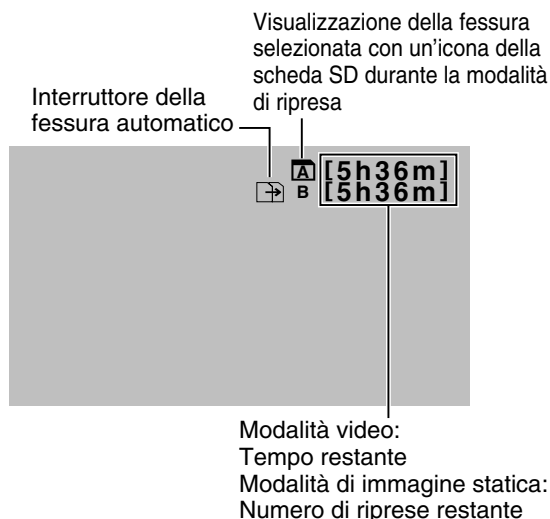 Visualizzazione della fessura
selezionata con un'icona della
scheda SD durante la modalità
di ripresa
Interruttore della
fessura automatico
A [5h36m]
B [5h36m]
Modalità video:
Tempo restante
Modalità di immagine statica:
Numero di riprese restante